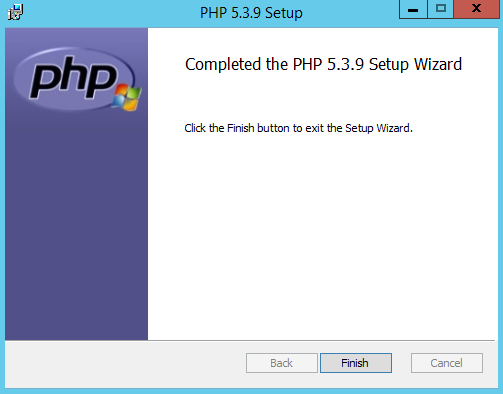 PHP 5.3.9 Setup
php
Completed the PHP 5.3.9 Setup Wizard
Click the Finish button to exit the Setup Wizard.
Back
Finish
Cancel